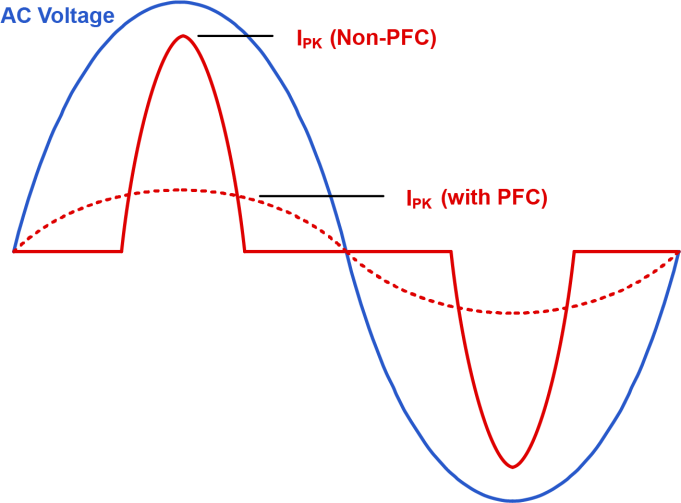 AC Voltage
IPK (Non-PFC)
IPK (with PFC)